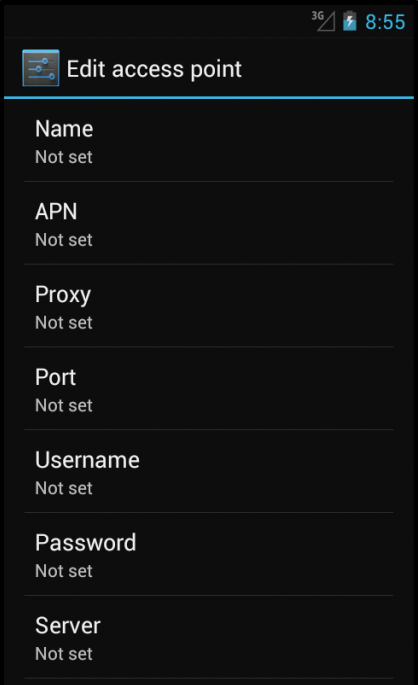 3G 8:55
Edit access point
Name
Not set
APN
Not set
Proxy
Not set
Port
Not set
Username
Not set
Password
Not set
Server
Not set